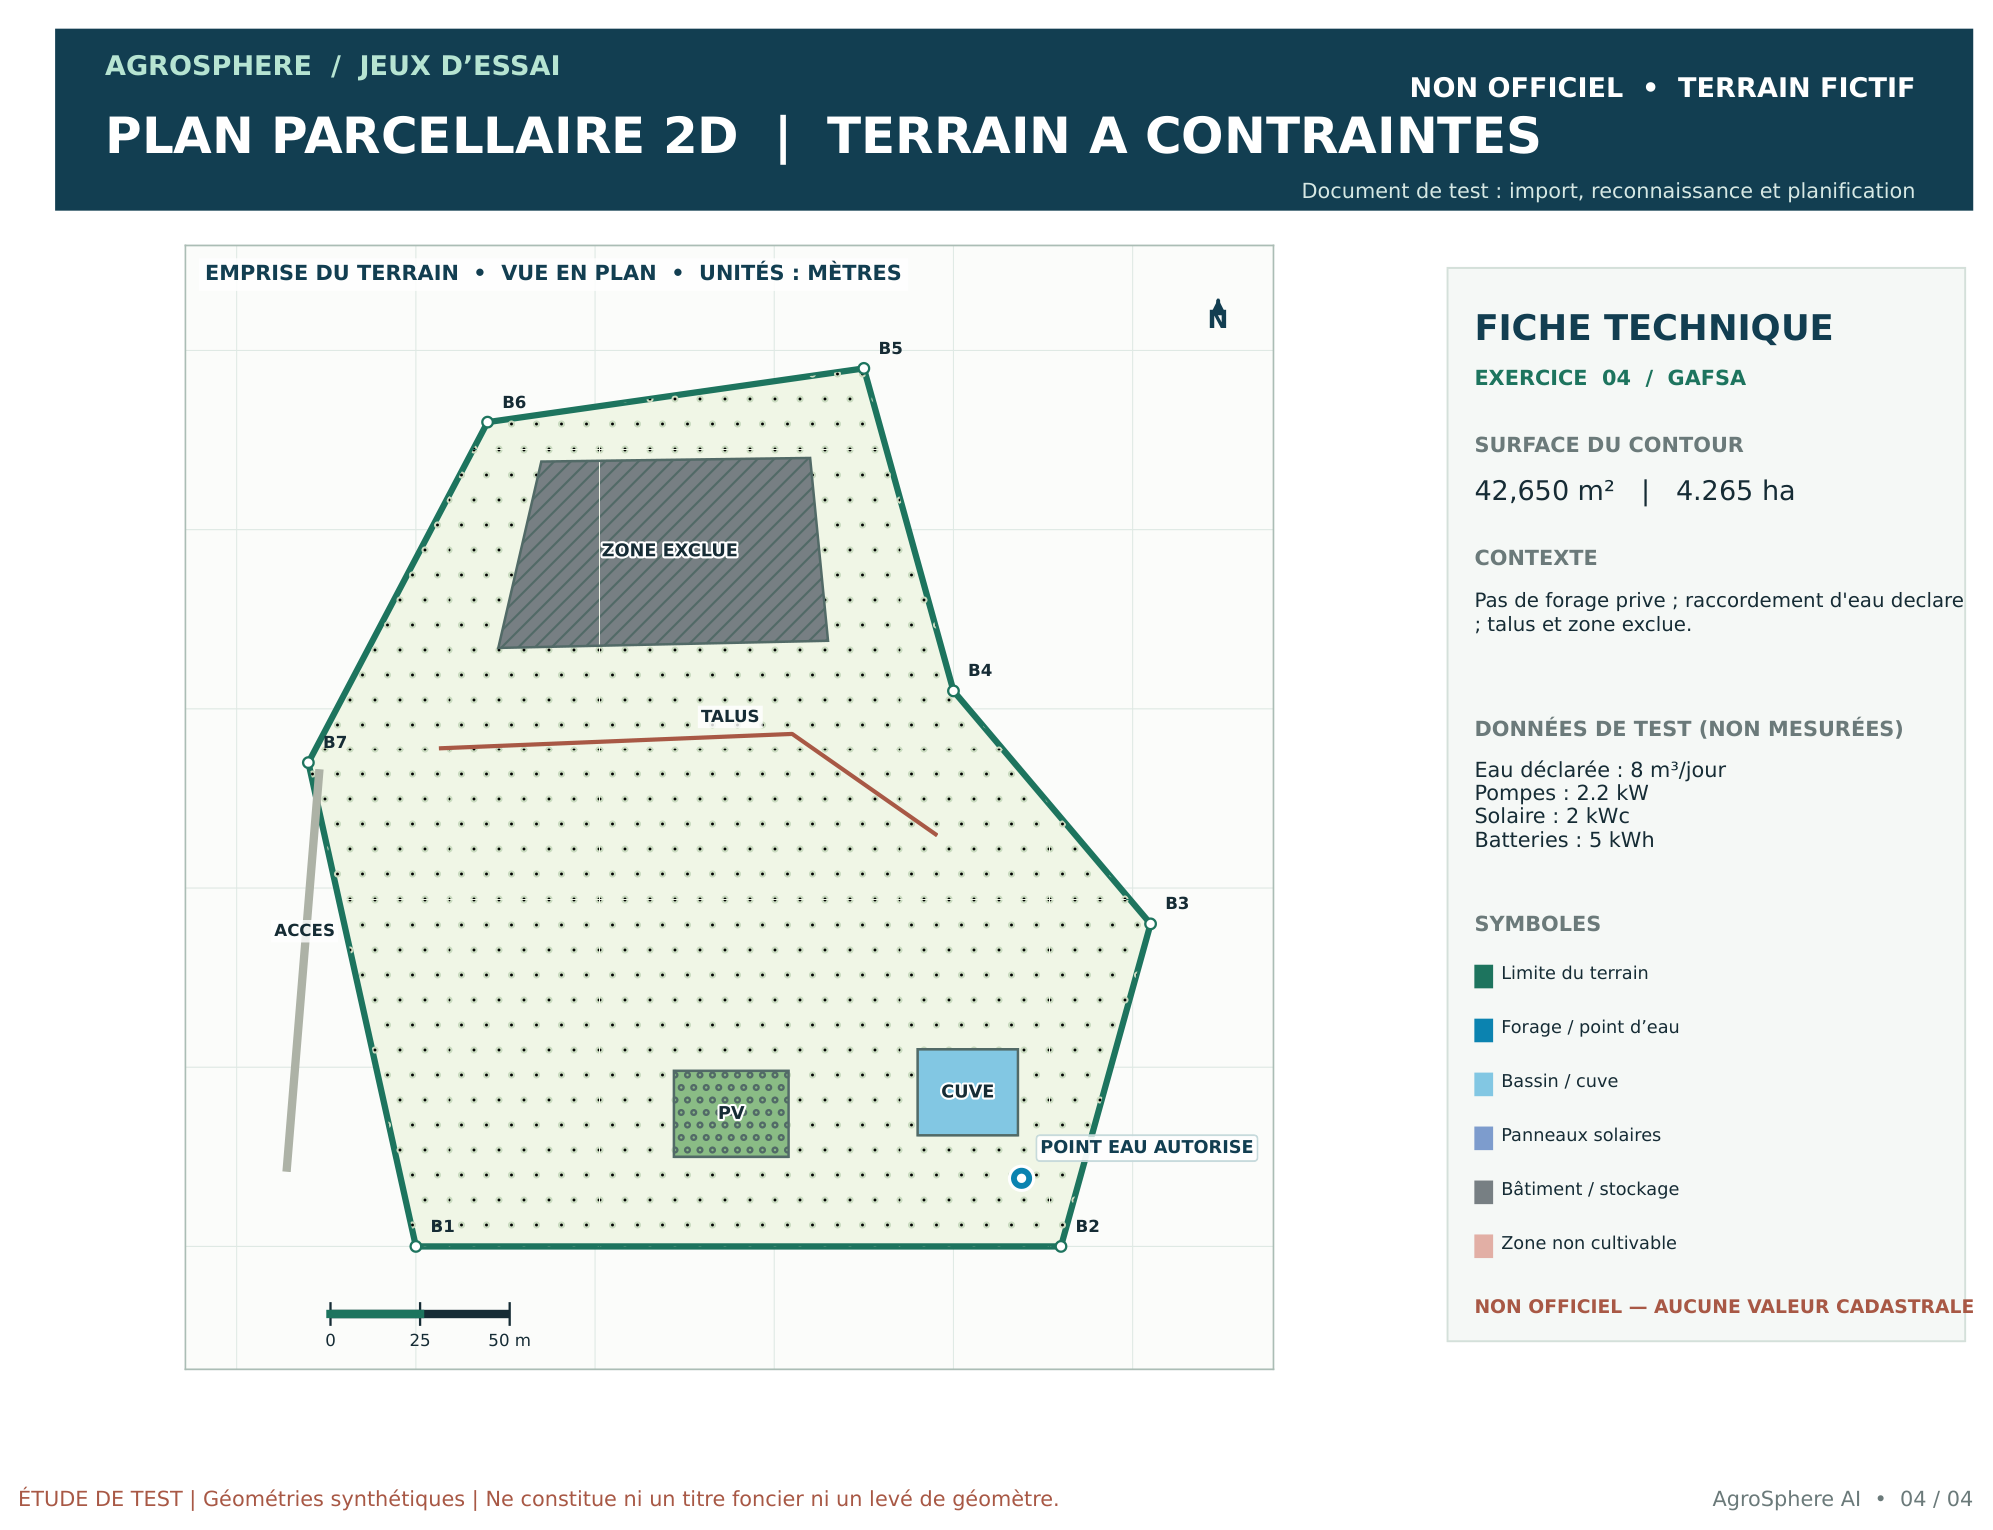 AGROSPHERE / JEUX D’ESSAI
NON OFFICIEL • TERRAIN FICTIF
PLAN PARCELLAIRE 2D | TERRAIN A CONTRAINTES
Document de test : import, reconnaissance et planification
EMPRISE DU TERRAIN • VUE EN PLAN • UNITÉS : MÈTRES
N
B5
B6
ZONE EXCLUE
B4
TALUS
B7
B3
ACCES
CUVE
PV
POINT EAU AUTORISE
B1
B2
0 25 50 m
FICHE TECHNIQUE
EXERCICE 04 / GAFSA
SURFACE DU CONTOUR
42,650 m² | 4.265 ha
CONTEXTE
Pas de forage prive ; raccordement d'eau declare
; talus et zone exclue.
DONNÉES DE TEST (NON MESURÉES)
Eau déclarée : 8 m³/jour
Pompes : 2.2 kW
Solaire : 2 kWc
Batteries : 5 kWh
SYMBOLES
Limite du terrain
Forage / point d’eau
Bassin / cuve
Panneaux solaires
Bâtiment / stockage
Zone non cultivable
NON OFFICIEL — AUCUNE VALEUR CADASTRALE
ÉTUDE DE TEST | Géométries synthétiques | Ne constitue ni un titre foncier ni un levé de géomètre.
AgroSphere AI • 04 / 04